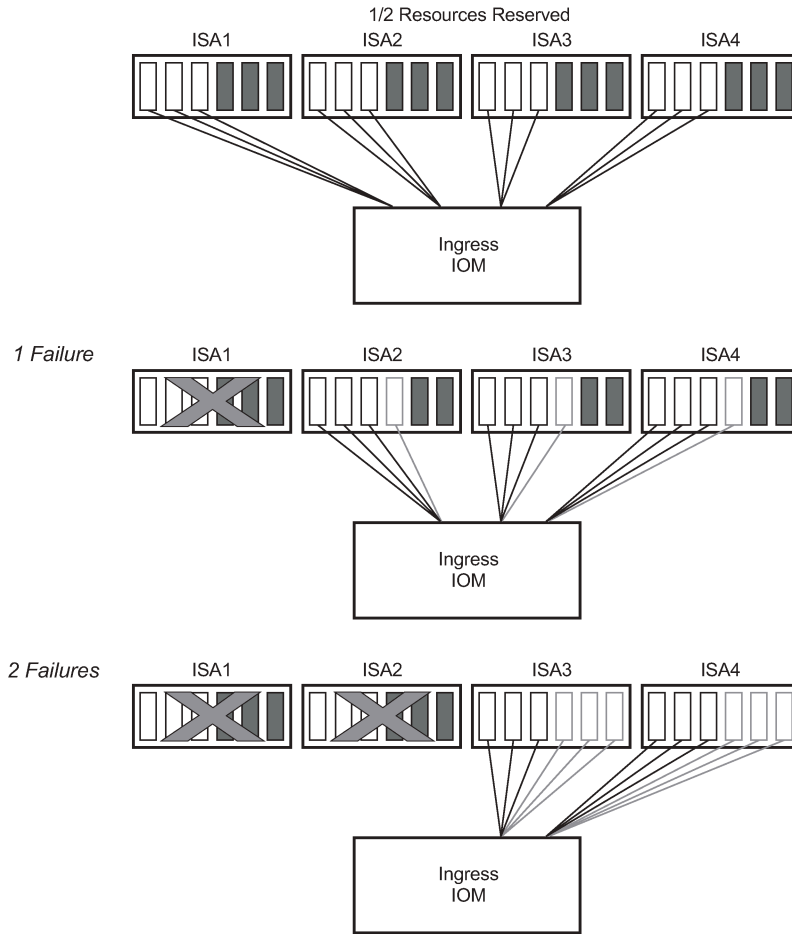 1/2 Resources Reserved
ISA1 ISA2 ISA3 ISA4
Ingress
IOM
1 Failure ISA1 ISA2 ISA3 ISA4
Ingress
IOM
2 Failures ISA1 ISA2 ISA3 ISA4
Ingress
IOM